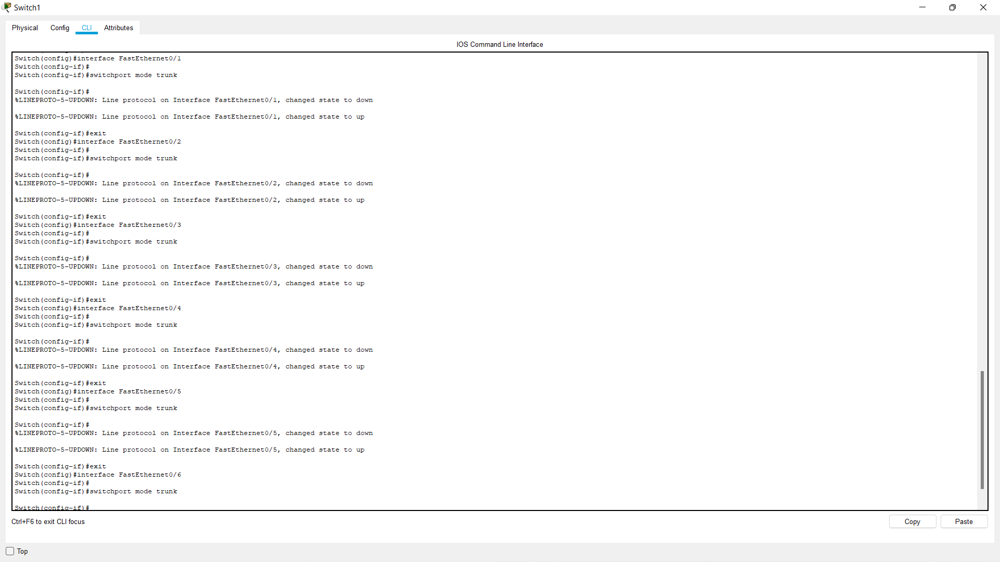 Switch1
Physical
Config
CLI
Attributes
IOS Command Line Interface
Switch(config)#interface FastEthernet0/1
Switch(config-if)#
Switch(config-if)#switchport mode trunk
Switch(config-if)#
%LINEPROTO-5-UPDOWN: Line protocol on Interface FastEthernet0/1, changed state to down
%LINEPROTO-5-UPDOWN: Line protocol on Interface FastEthernet0/1, changed state to up
Switch(config-if)#exit
Switch(config)#interface FastEthernet0/2
Switch(config-if)#
Switch(config-if)#switchport mode trunk
Switch(config-if)#
%LINEPROTO-5-UPDOWN: Line protocol on Interface FastEthernet0/2, changed state to down
%LINEPROTO-5-UPDOWN: Line protocol on Interface FastEthernet0/2, changed state to up
Switch(config-if)#exit
Switch(config)#interface FastEthernet0/3
Switch(config-if)#
Switch(config-if)#switchport mode trunk
Switch(config-if)#
%LINEPROTO-5-UPDOWN: Line protocol on Interface FastEthernet0/3, changed state to down
%LINEPROTO-5-UPDOWN: Line protocol on Interface FastEthernet0/3, changed state to up
Switch(config-if)#exit
Switch(config)#interface FastEthernet0/4
Switch(config-if)#
Switch(config-if)#switchport mode trunk
Switch(config-if)#
%LINEPROTO-5-UPDOWN: Line protocol on Interface FastEthernet0/4, changed state to down
%LINEPROTO-5-UPDOWN: Line protocol on Interface FastEthernet0/4, changed state to up
Switch(config-if)#exit
Switch(config)#interface FastEthernet0/5
Switch(config-if)#
Switch(config-if)#switchport mode trunk
Switch(config-if)#
%LINEPROTO-5-UPDOWN: Line protocol on Interface FastEthernet0/5, changed state to down
%LINEPROTO-5-UPDOWN: Line protocol on Interface FastEthernet0/5, changed state to up
Switch(config-if)#exit
Switch(config)#interface FastEthernet0/6
Switch(config-if)#
Switch(config-if)#switchport mode trunk
Switch(config-if)#
Ctrl+F6 to exit CLI focus
Copy
Paste
Top